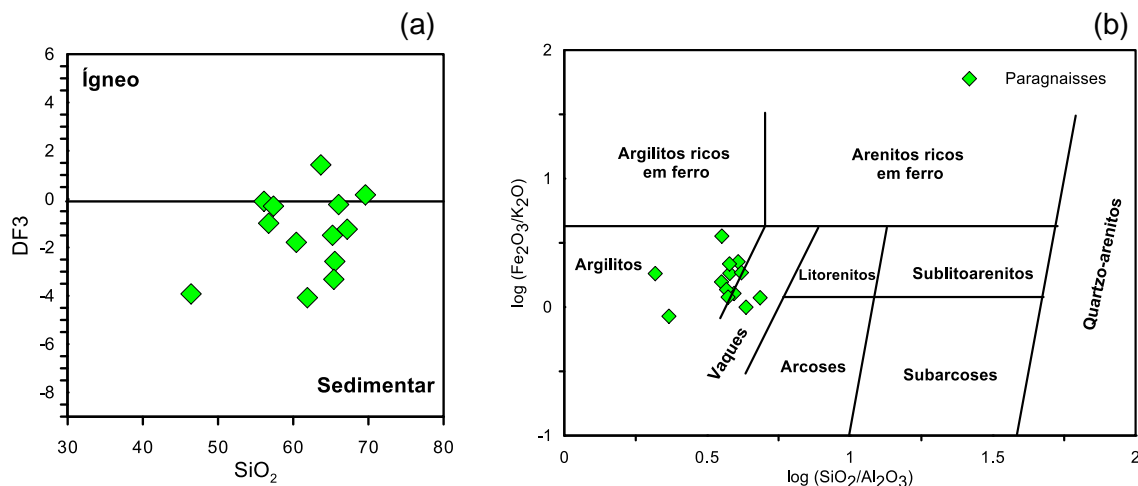 (a)
6
4
2
0
-2
-4
-6
-8
DF3
Ígneo
Sedimentar
30 40 50 60 70 80
SiO2
(b)
2
1
0
-1
log (Fe2O3/K2O)
Paragnaisses
Argilitos ricos
em ferro
Arenitos ricos
em ferro
Argilitos
Litorenitos
Sublitoarenitos
Quartzo-arenitos
Vaques
Arcoses
Subarcoses
0 0.5 1 1.5 2
log (SiO2/Al2O3)